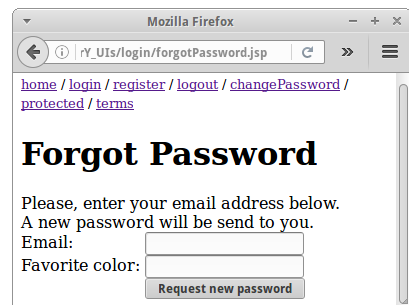 Mozilla Firefox
rY_UIs/login/forgotPassword.jsp
home / login / register / logout / changePassword /
protected / terms
Forgot Password
Please, enter your email address below.
A new password will be send to you.
Email:
Favorite color:
Request new password